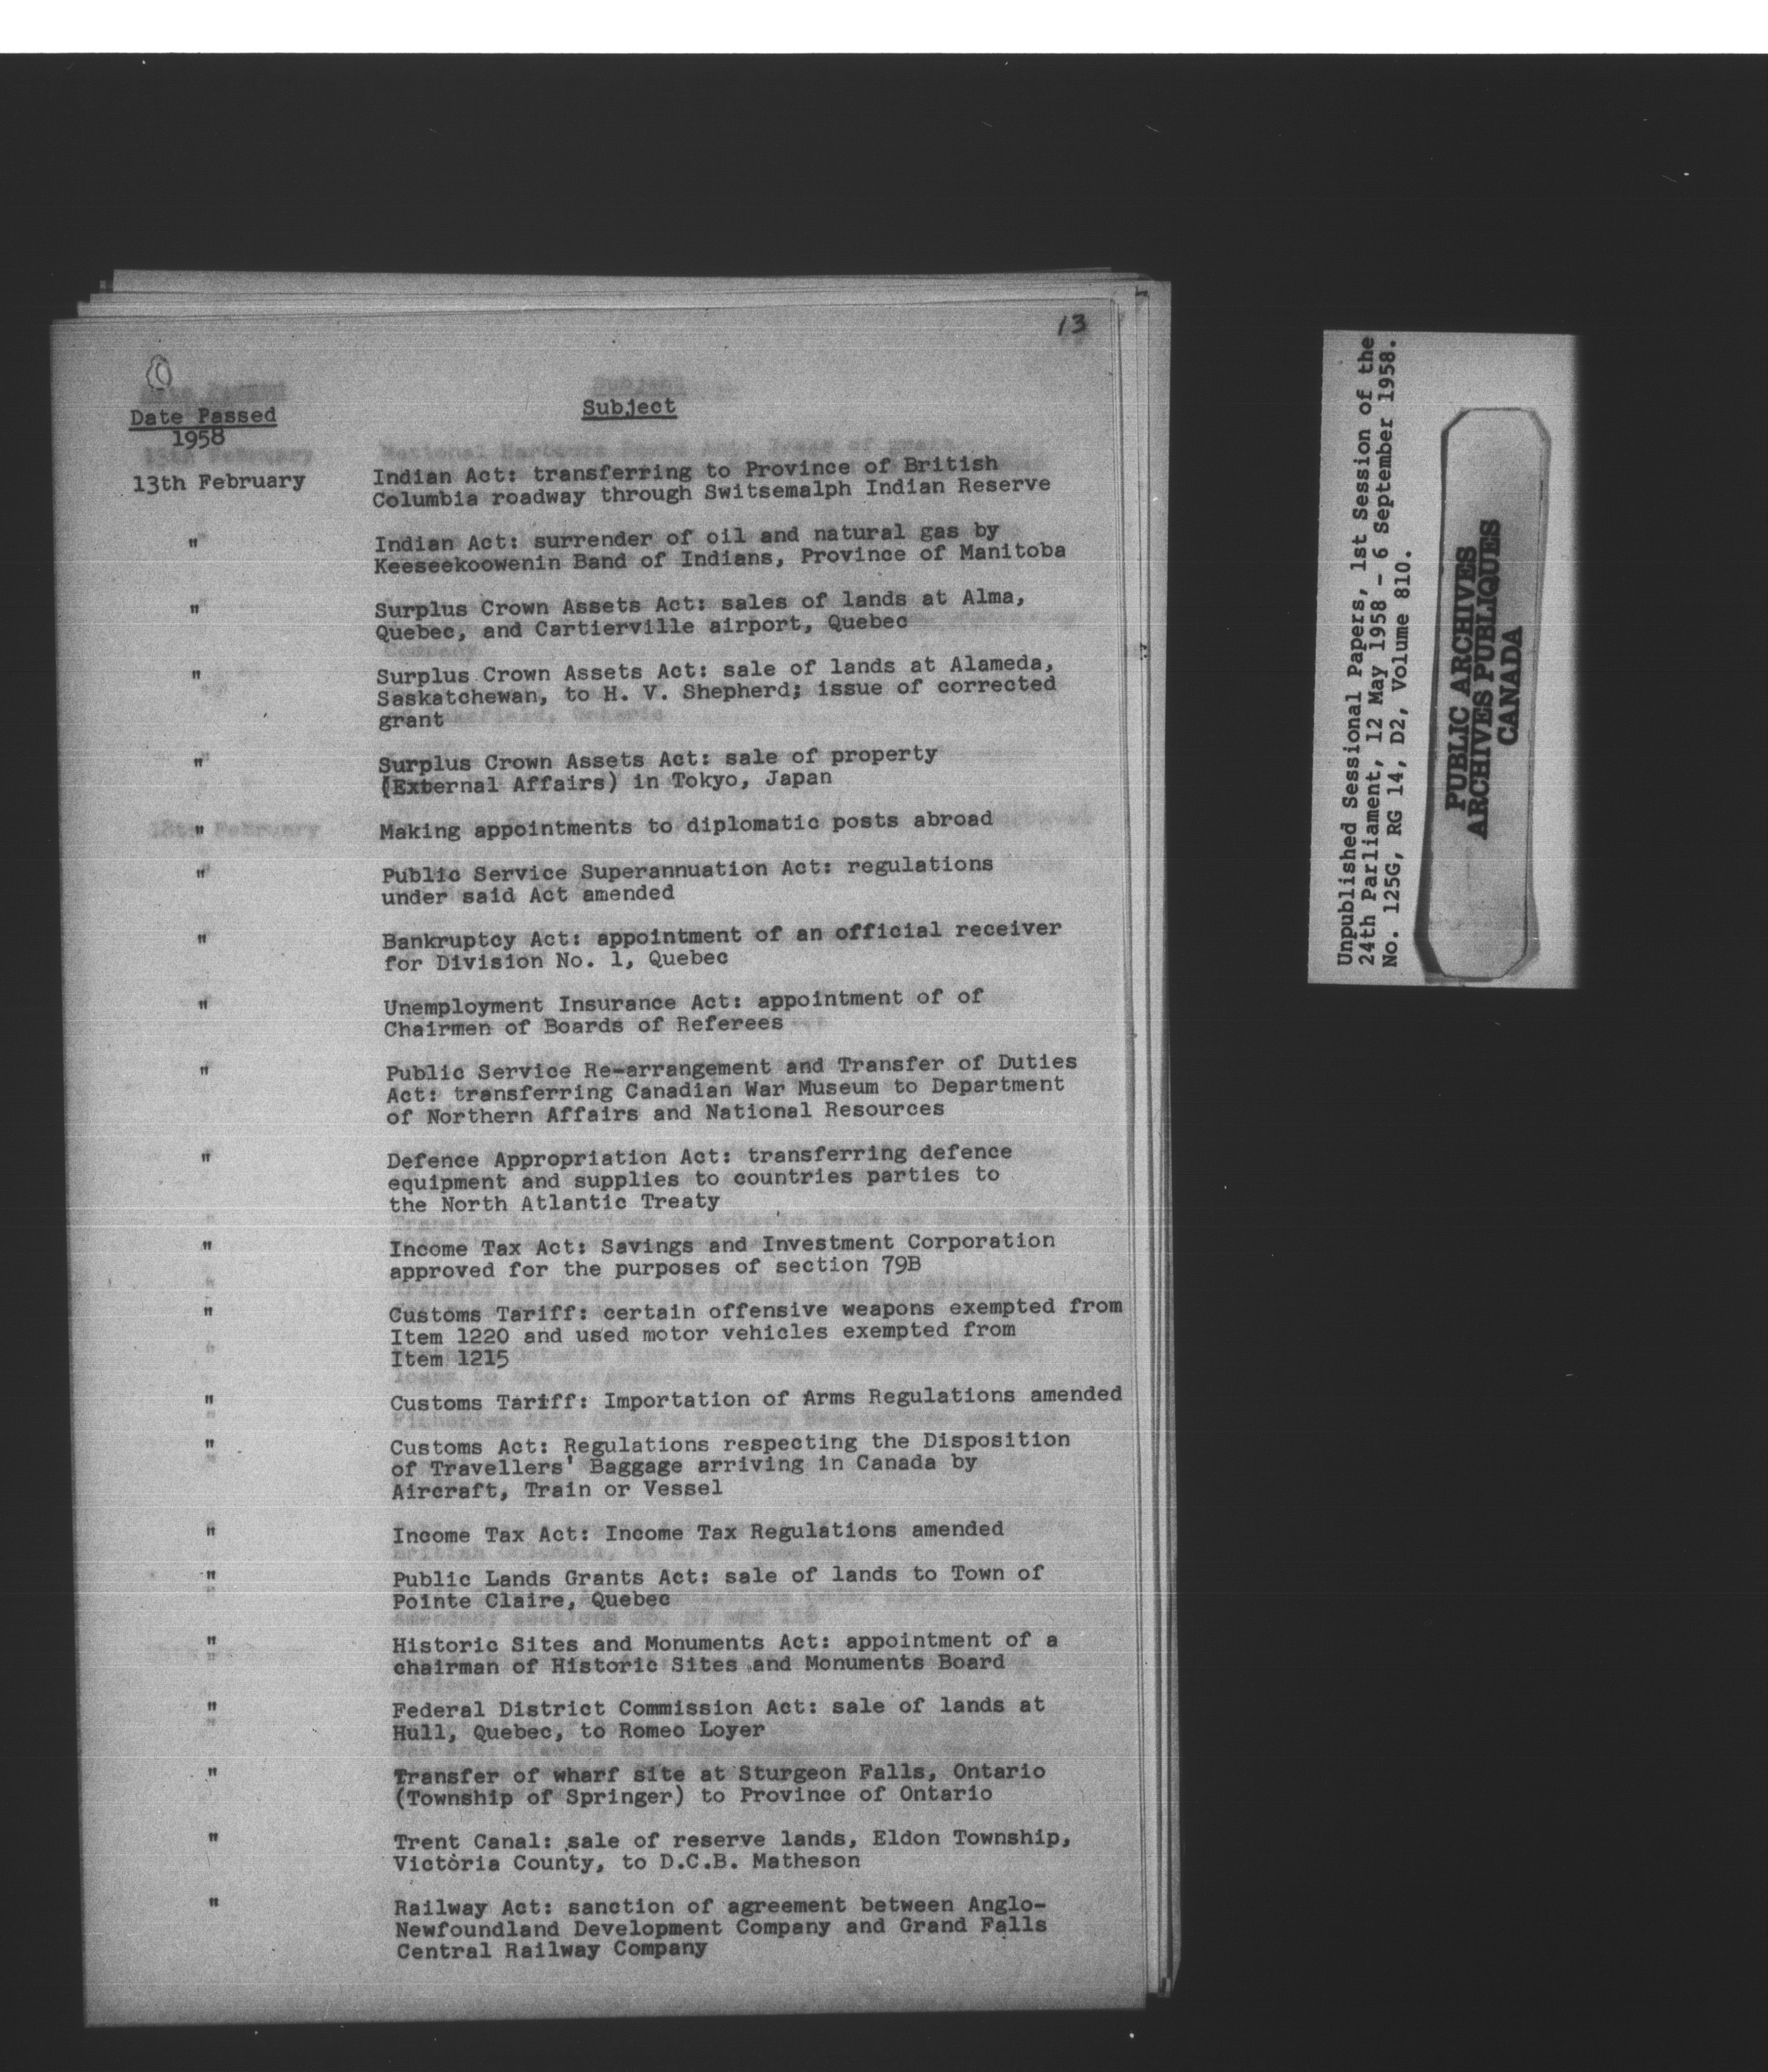 13
Date Passed
Subject
1958
13th February
Indian Act: transferring to Province of British
Columbia roadway through Switsemalph Indian Reserve
"
Indian Act: surrender of oil and natural gas by
Keeseekoowenin Band of Indians, Province of Manitoba
"
Surplus Crown Assets Act: sales of lands at Alma,
Quebec, and Cartierville airport, Quebec
"
Surplus Crown Assets Act: sale of lands at Alameda,
Saskatchewan, to H. V. Shepherd; issue of corrected
grant
"
Surplus Crown Assets Act: sale of property
(External Affairs) in Tokyo, Japan
"
Making appointments to diplomatic posts abroad
"
Public Service Superannuation Act: regulations
under said Act amended
"
Bankruptcy Act: appointment of an official receiver
for Division No. 1, Quebec
"
Unemployment Insurance Act: appointment of of
Chairmen of Boards of Referees
"
Public Service Re-arrangement and Transfer of Duties
Act: transferring Canadian War Museum to Department
of Northern Affairs and National Resources
"
Defence Appropriation Act: transferring defence
equipment and supplies to countries parties to
the North Atlantic Treaty
"
Income Tax Act: Savings and Investment Corporation
approved for the purposes of section 79B
"
Customs Tariff: certain offensive weapons exempted from
Item 1220 and used motor vehicles exempted from
Item 1215
"
Customs Tariff: Importation of Arms Regulations amended
"
Customs Act: Regulations respecting the Disposition
of Travellers' Baggage arriving in Canada by
Aircraft, Train or Vessel
"
Income Tax Act: Income Tax Regulations amended
"
Public Lands Grants Act: sale of lands to Town of
Pointe Claire, Quebec
"
Historic Sites and Monuments Act: appointment of a
chairman of Historic Sites and Monuments Board
"
Federal District Commission Act: sale of lands at
Hull, Quebec, to Romeo Loyer
"
Transfer of wharf site at Sturgeon Falls, Ontario
(Township of Springer) to Province of Ontario
"
Trent Canal: sale of reserve lands, Eldon Township,
Victoria County, to D.C.B. Matheson
"
Railway Act: sanction of agreement between Anglo-
Newfoundland Development Company and Grand Falls
Central Railway Company
Unpublished Sessional Papers, 1st Session of the
24th Parliament, 12 May 1958 - 6 September 1958.
No. 125G, RG 14, D2, Volume 810.
PUBLIC ARCHIVES
ARCHIVES PUBLIQUES
CANADA